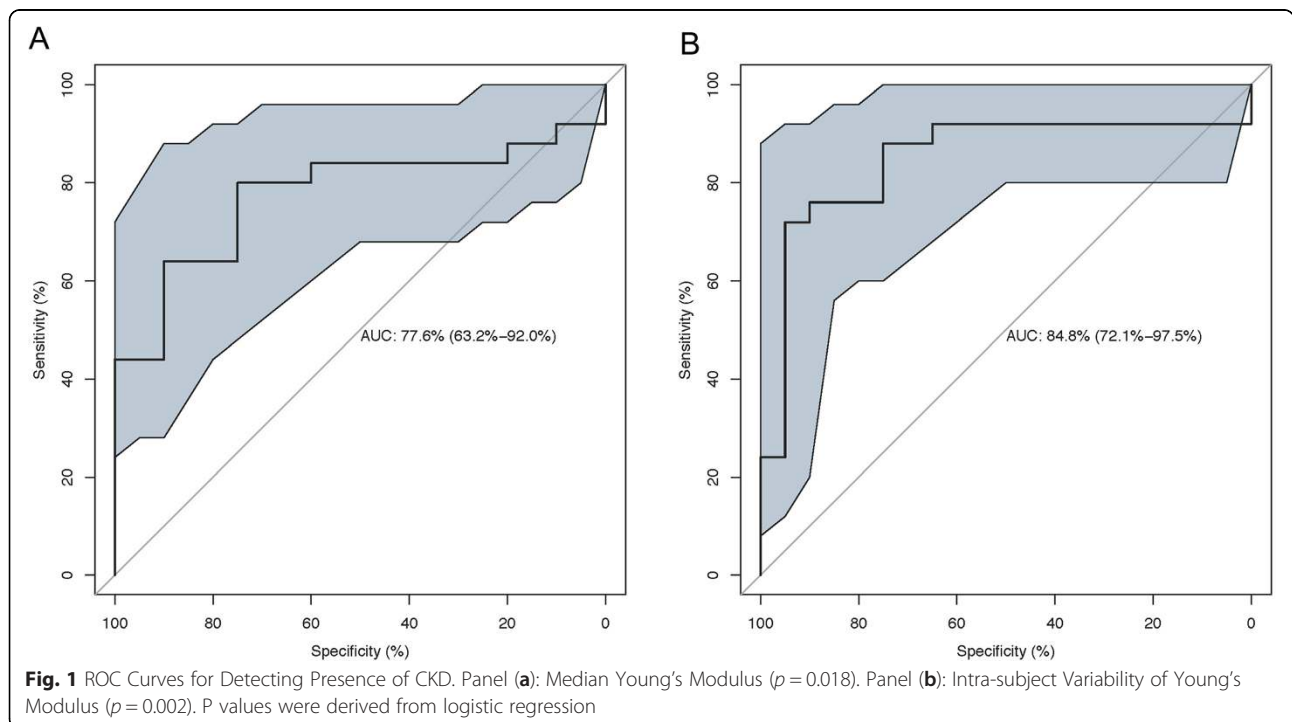 A
B
100
80
60
40
20
0
Sensitivity (%)
AUC: 77.6% (63.2%–92.0%)
100 80 60 40 20 0
Specificity (%)
100
80
60
40
20
0
Sensitivity (%)
AUC: 84.8% (72.1%–97.5%)
100 80 60 40 20 0
Specificity (%)
Fig. 1 ROC Curves for Detecting Presence of CKD. Panel (a): Median Young's Modulus (p = 0.018). Panel (b): Intra-subject Variability of Young's
Modulus (p = 0.002). P values were derived from logistic regression